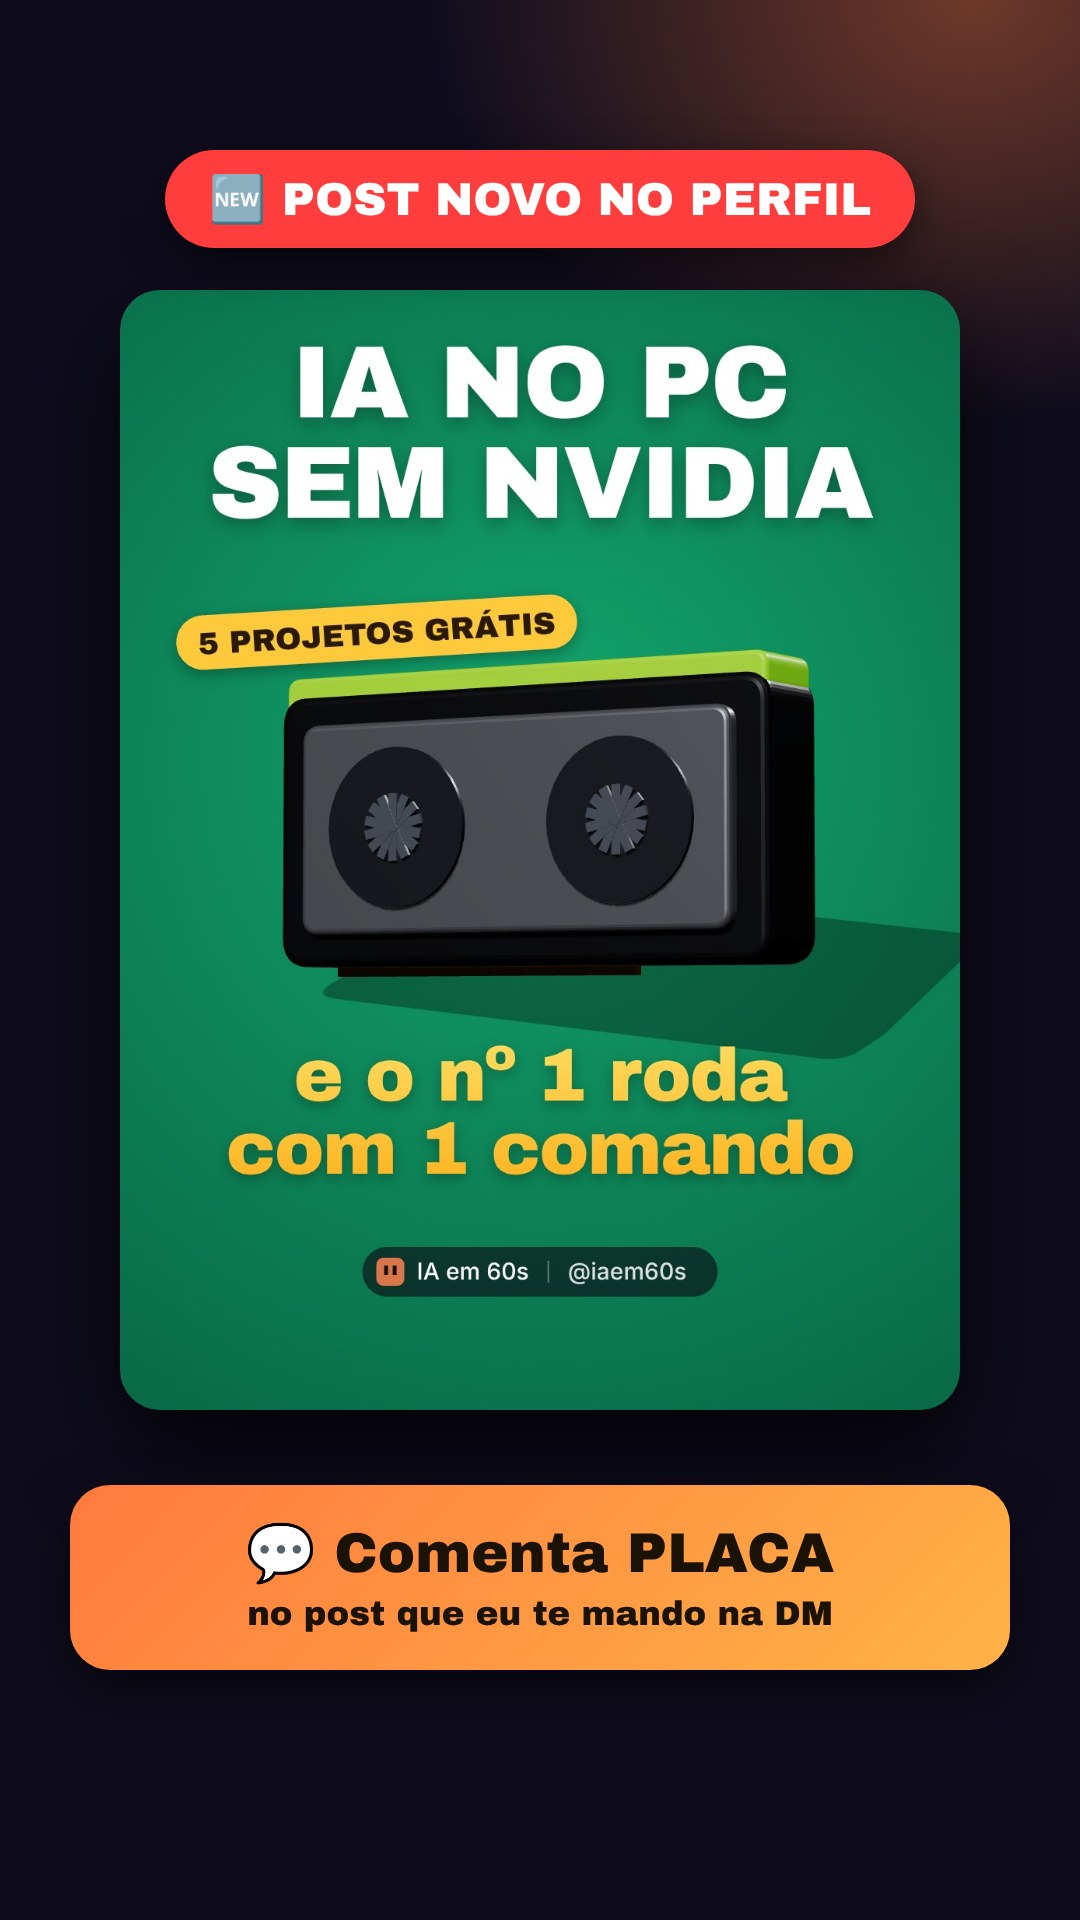 🆕 POST NOVO NO PERFIL
IA NO PC
SEM NVIDIA
5 PROJETOS GRÁTIS
e o nº 1 roda
com 1 comando
IA em 60s | @iaem60s
💬 Comenta PLACA
no post que eu te mando na DM